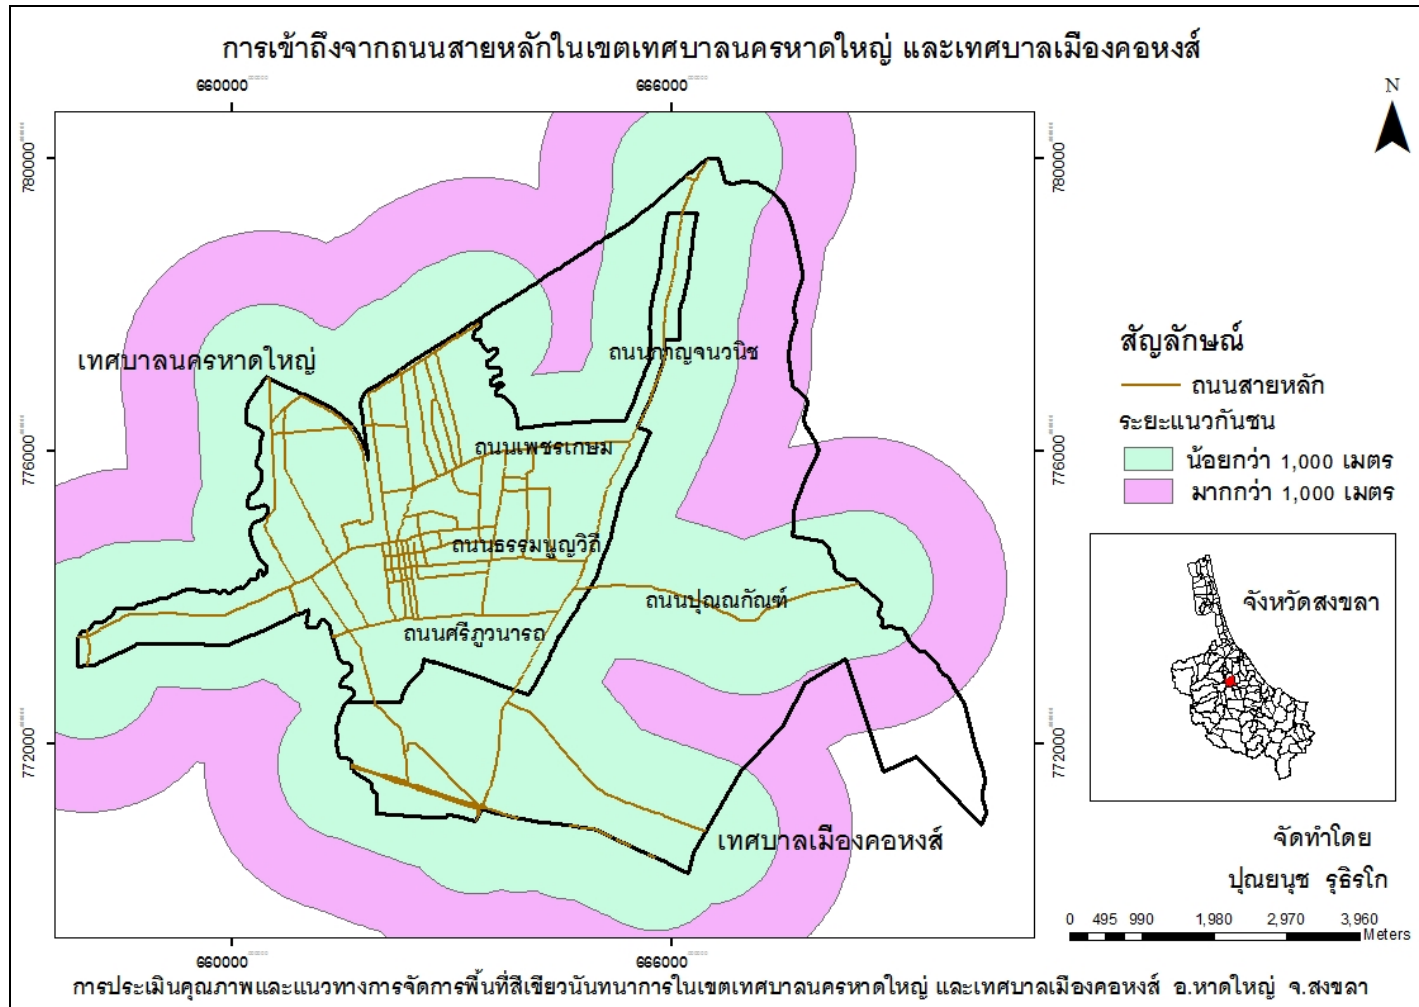 การเข้าถึงจากถนนสายหลักในเขตเทศบาลนครหาดใหญ่ และเทศบาลเมืองคอหงส์
660000
666000
N
780000
780000
เทศบาลนครหาดใหญ่
ถนนกาญจนวนิช
สัญลักษณ์
ถนนสายหลัก
ระยะแนวกันชน
น้อยกว่า 1,000 เมตร
มากกว่า 1,000 เมตร
776000
776000
ถนนเพชรเกษม
ถนนธรรมนูญวิถี
ถนนปุณณกัณฑ์
ถนนศรีภูวนารถ
จังหวัดสงขลา
772000
772000
เทศบาลเมืองคอหงส์
จัดทำโดย
ปุณยนุช รุธิรโก
0 495 990 1,980 2,970 3,960
Meters
660000
666000
การประเมินคุณภาพและแนวทางการจัดการพื้นที่สีเขียวนันทนาการในเขตเทศบาลนครหาดใหญ่ และเทศบาลเมืองคอหงส์ อ.หาดใหญ่ จ.สงขลา